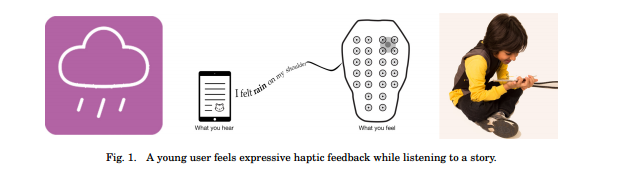 I felt rain on my shoulder
What you hear
What you feel
Fig. 1. A young user feels expressive haptic feedback while listening to a story.